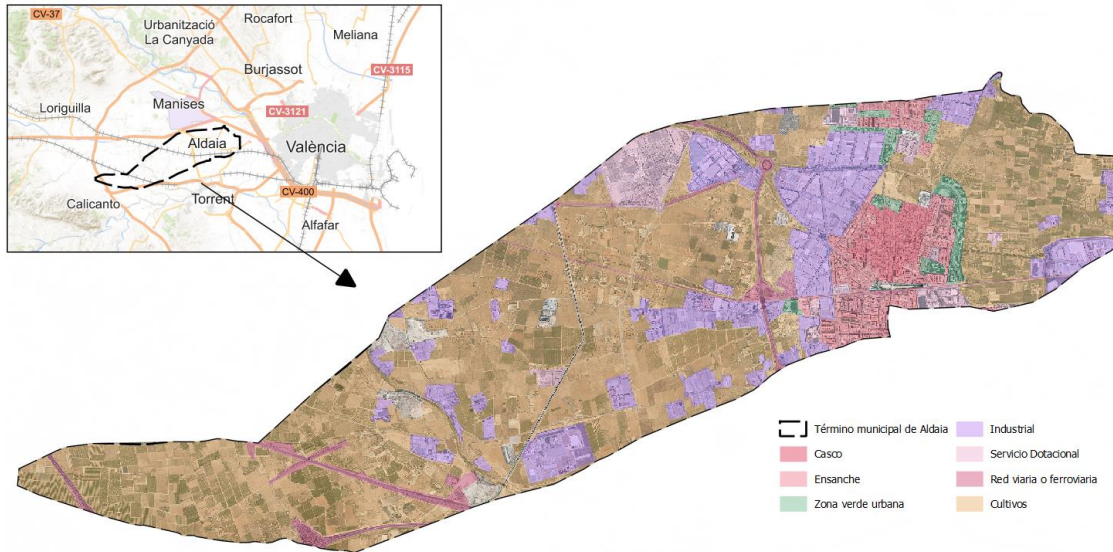 CV-37
Rocafort
Urbanització
La Canyada
Meliana
Burjassot
CV-3115
Loriguilla
Manises
CV-3121
Aldaia
València
CV-400
Calicanto
Torrent
Alfafar
Término municipal de Aldaia
Casco
Ensanche
Zona verde urbana
Industrial
Servicio Dotacional
Red viaria o ferroviaria
Cultivos